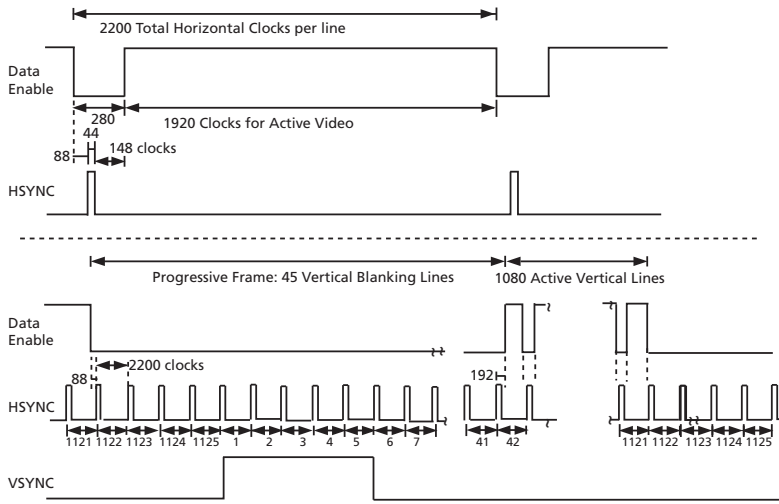 2200 Total Horizontal Clocks per line
Data
Enable
280
1920 Clocks for Active Video
44
88
148 clocks
HSYNC
Progressive Frame: 45 Vertical Blanking Lines
1080 Active Vertical Lines
Data
Enable
2200 clocks
88
192
HSYNC
1121 1122 1123 1124 1125 1 2 3 4 5 6 7 41 42 1121 1122 1123 1124 1125
VSYNC